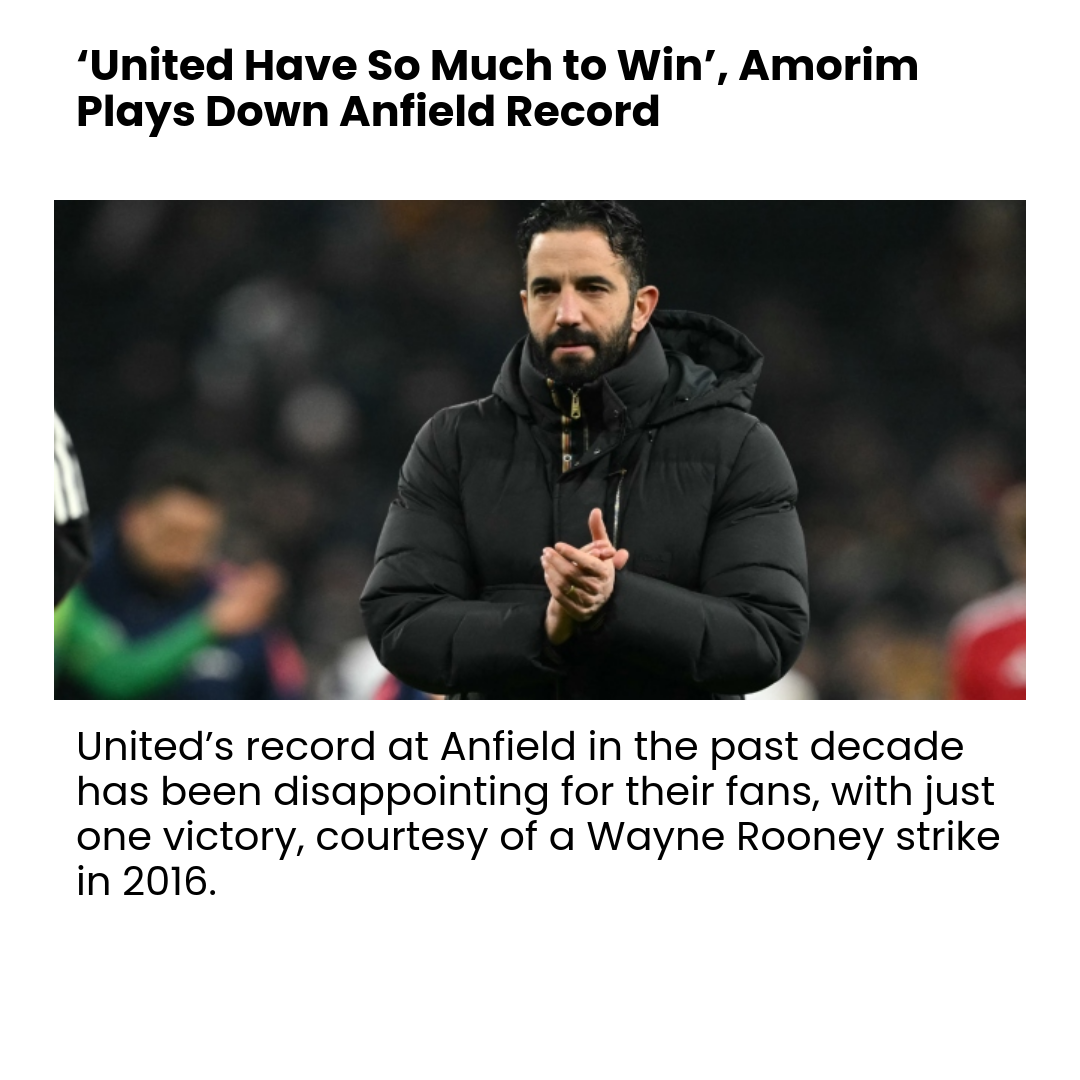 ‘United Have So Much to Win’, Amorim
Plays Down Anfield Record
United’s record at Anfield in the past decade
has been disappointing for their fans, with just
one victory, courtesy of a Wayne Rooney strike
in 2016.